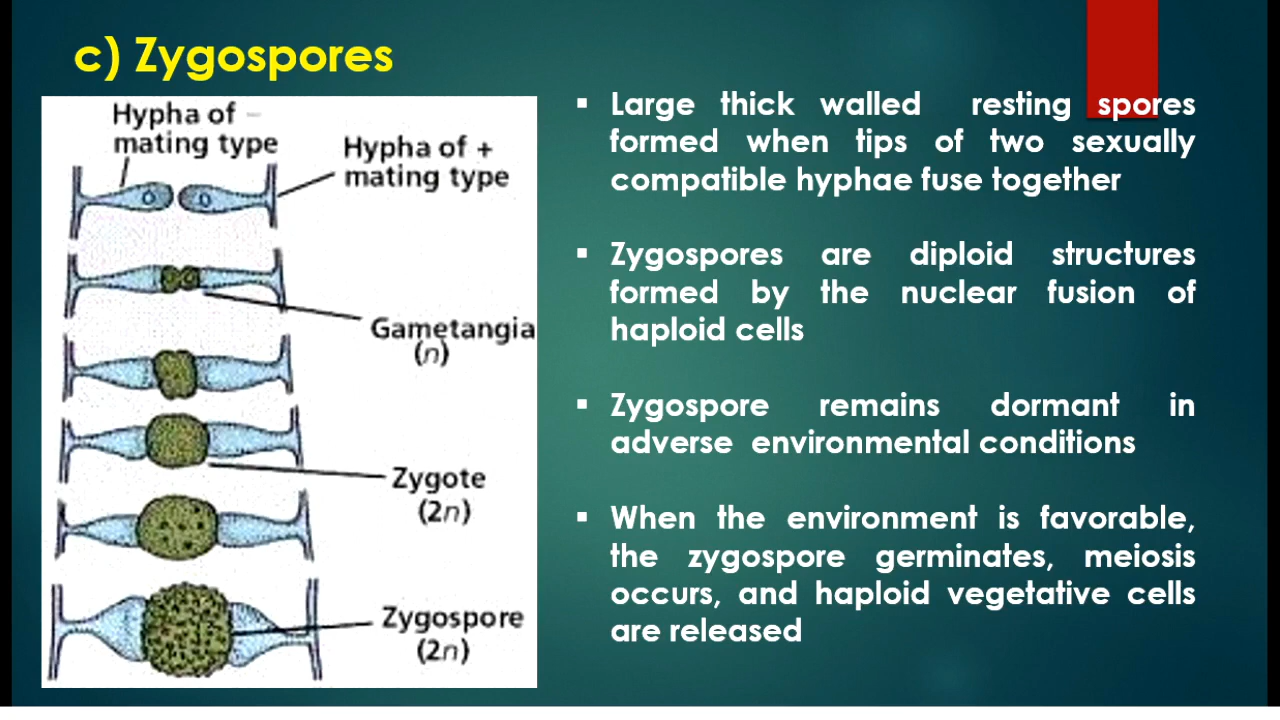 c) Zygospores
Hypha of –
mating type
Hypha of +
mating type
Gametangia
(n)
Zygote
(2n)
Zygospore
(2n)
▪ Large thick walled resting spores
formed when tips of two sexually
compatible hyphae fuse together
▪ Zygospores are diploid structures
formed by the nuclear fusion of
haploid cells
▪ Zygospore remains dormant in
adverse environmental conditions
▪ When the environment is favorable,
the zygospore germinates, meiosis
occurs, and haploid vegetative cells
are released